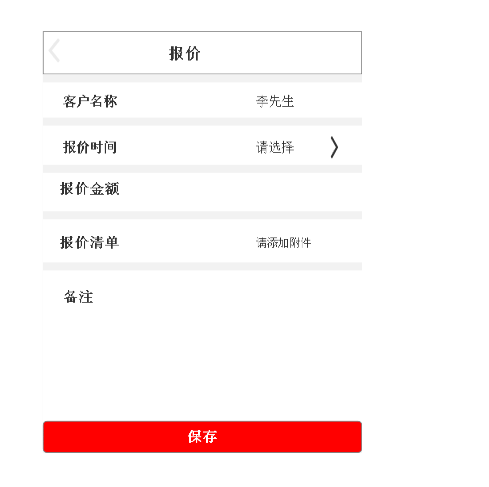 报价
客户名称 李先生
报价时间 请选择
报价金额
报价清单 请添加附件
备注
保存